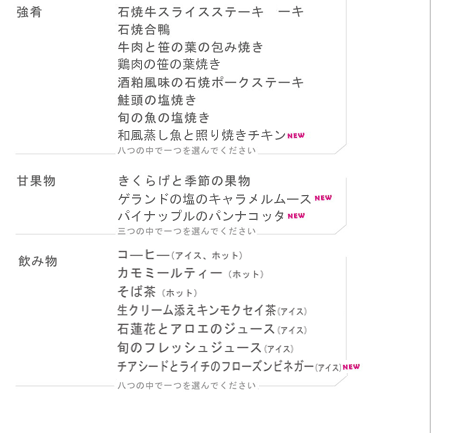 強肴
石焼牛スライスステーキ　一キ
石焼合鴨
牛肉と笹の葉の包み焼き
鶏肉の笹の葉焼き
酒粕風味の石焼ポークステーキ
鮭頭の塩焼き
旬の魚の塩焼き
和風蒸し魚と照り焼きチキン NEW
八つの中で一つを選んでください
甘果物
きくらげと季節の果物
ゲランドの塩のキャラメルムース NEW
パイナップルのパンナコッタ NEW
三つの中で一つを選んでください
飲み物
コーヒー(アイス、ホット)
カモミールティー（ホット）
そば茶（ホット）
生クリーム添えキンモクセイ茶(アイス)
石蓮花とアロエのジュース(アイス)
旬のフレッシュジュース(アイス)
チアシードとライチのフローズンビネガー(アイス) NEW
八つの中で一つを選んでください